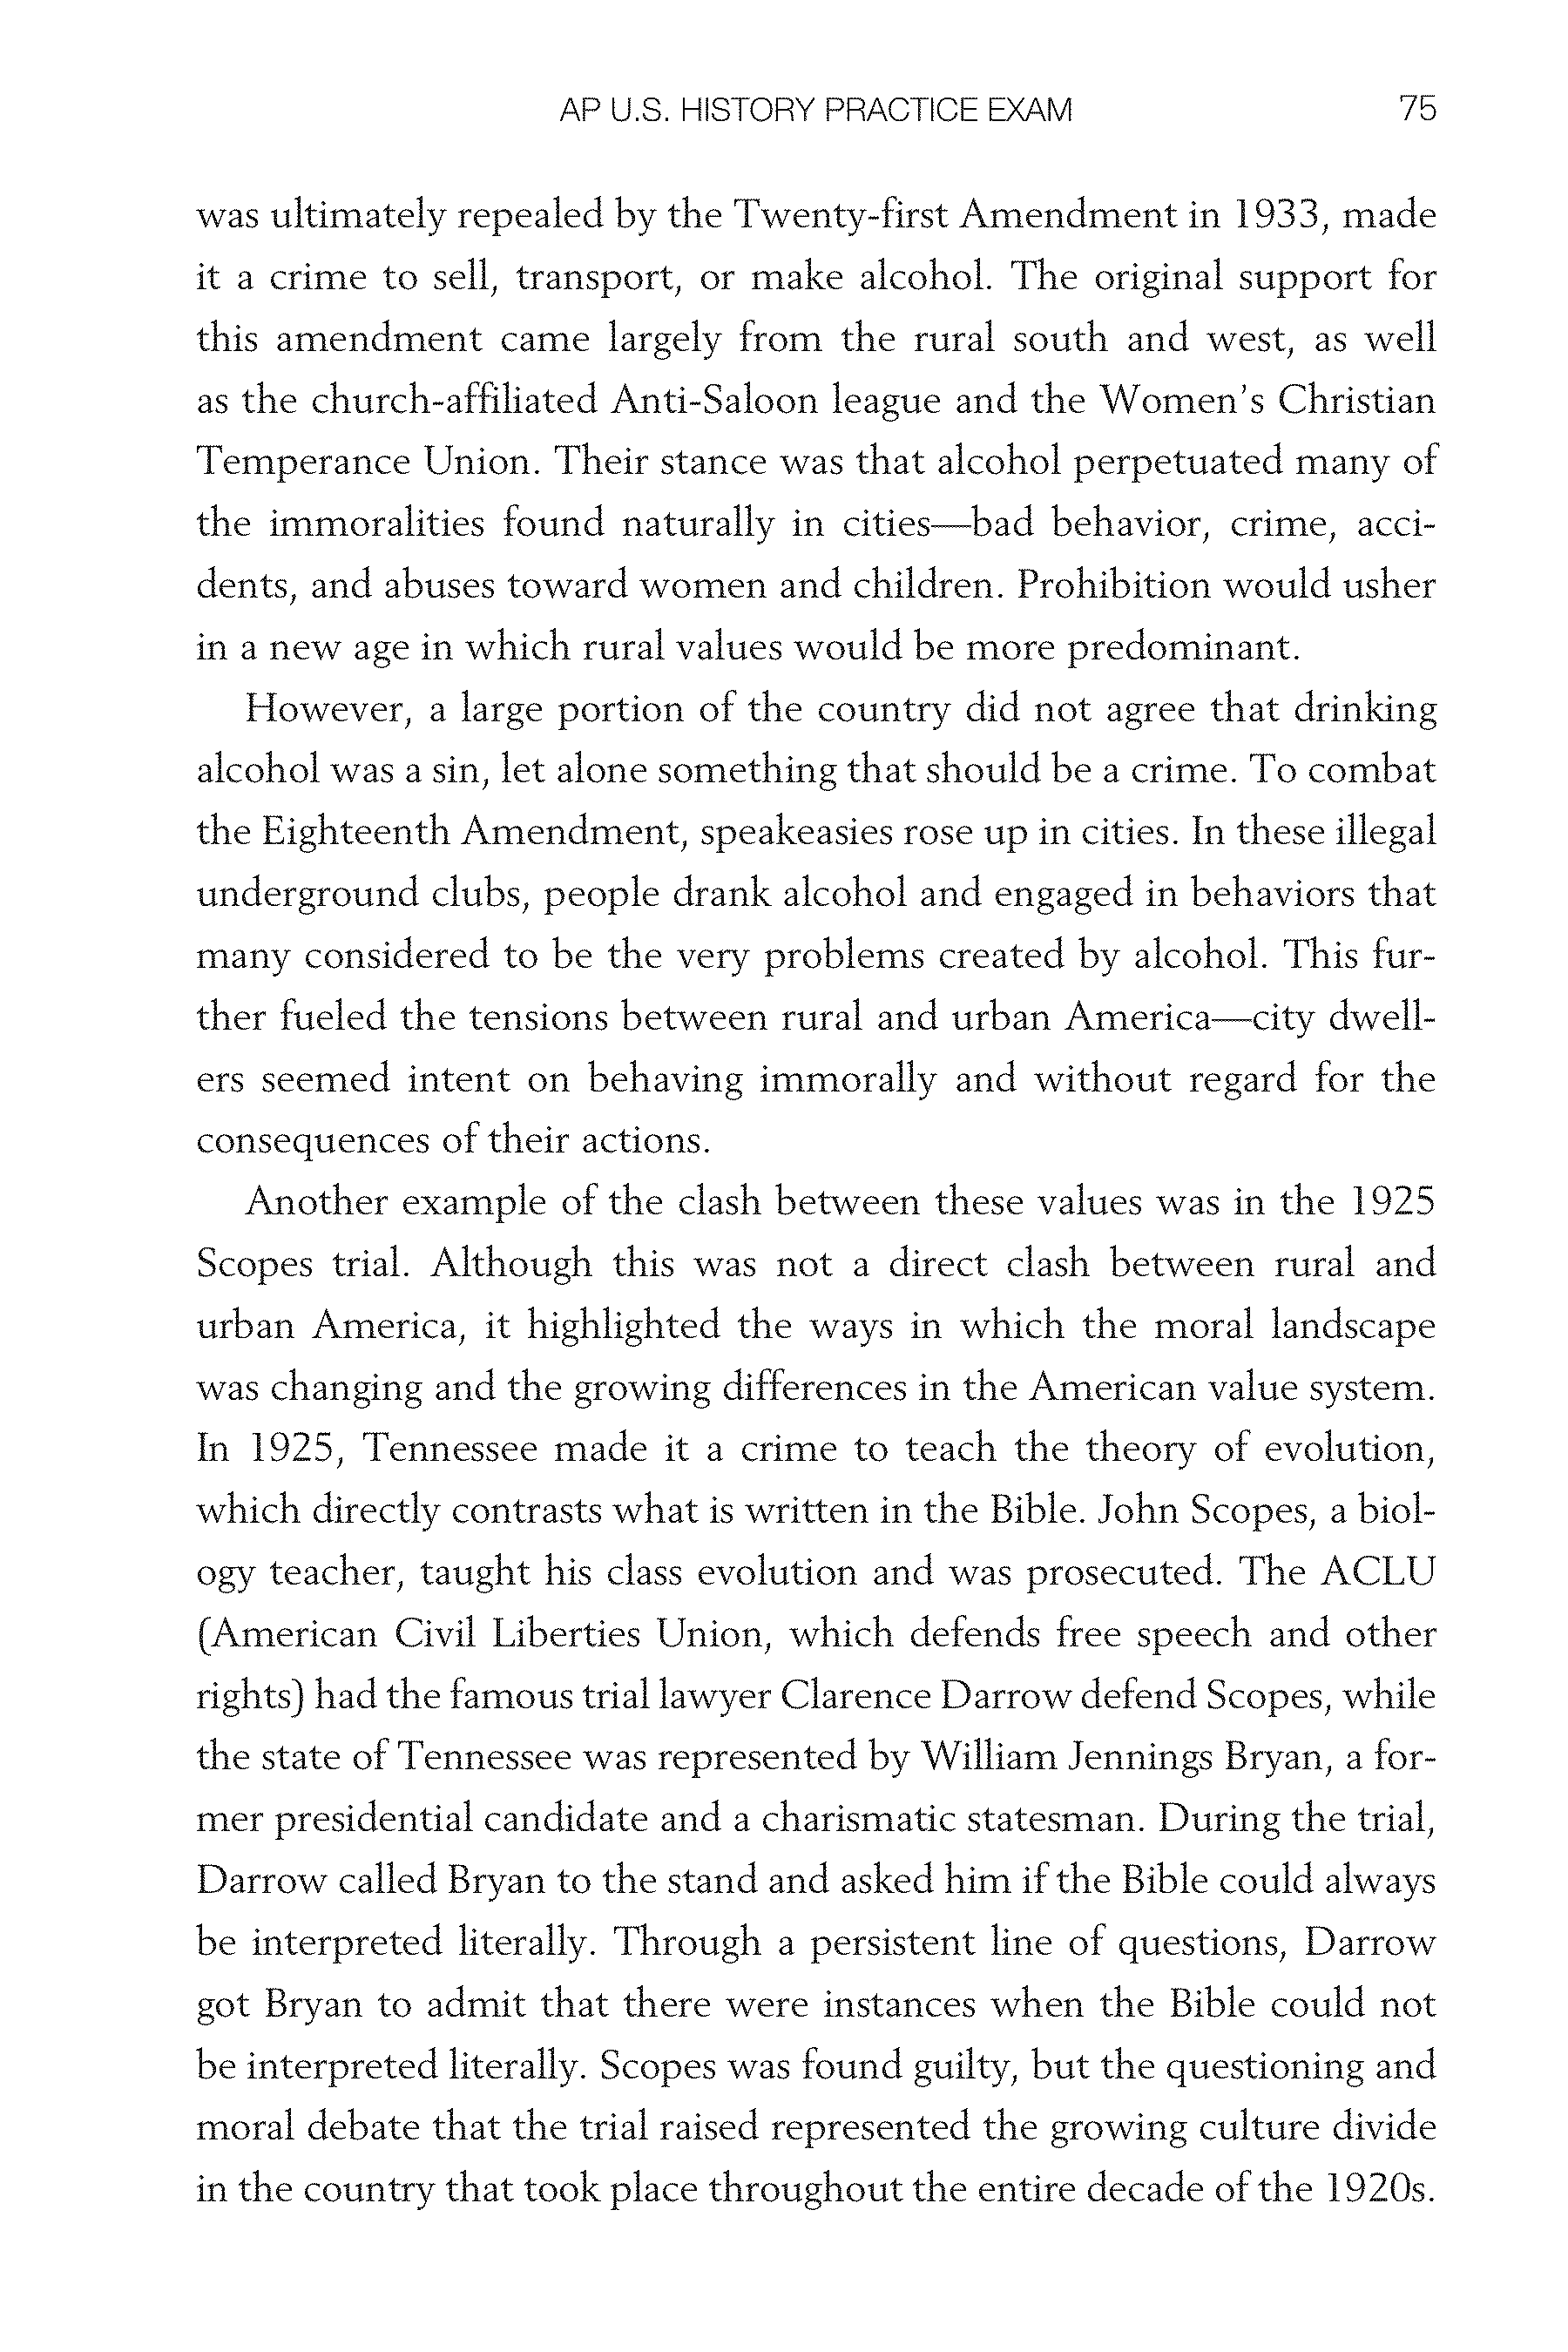 AP U.S. HISTORY PRACTICE EXAM 75
was ultimately repealed by the Twenty-first Amendment in 1933, made
it a crime to sell, transport, or make alcohol. The original support for
this amendment came largely from the rural south and west, as well
as the church-affiliated Anti-Saloon league and the Women's Christian
Temperance Union. Their stance was that alcohol perpetuated many of
the immoralities found naturally in cities—bad behavior, crime, acci-
dents, and abuses toward women and children. Prohibition would usher
in a new age in which rural values would be more predominant.
However, a large portion of the country did not agree that drinking
alcohol was a sin, let alone something that should be a crime. To combat
the Eighteenth Amendment, speakeasies rose up in cities. In these illegal
underground clubs, people drank alcohol and engaged in behaviors that
many considered to be the very problems created by alcohol. This fur-
ther fueled the tensions between rural and urban America—city dwell-
ers seemed intent on behaving immorally and without regard for the
consequences of their actions.
Another example of the clash between these values was in the 1925
Scopes trial. Although this was not a direct clash between rural and
urban America, it highlighted the ways in which the moral landscape
was changing and the growing differences in the American value system.
In 1925, Tennessee made it a crime to teach the theory of evolution,
which directly contrasts what is written in the Bible. John Scopes, a biol-
ogy teacher, taught his class evolution and was prosecuted. The ACLU
(American Civil Liberties Union, which defends free speech and other
rights) had the famous trial lawyer Clarence Darrow defend Scopes, while
the state of Tennessee was represented by William Jennings Bryan, a for-
mer presidential candidate and a charismatic statesman. During the trial,
Darrow called Bryan to the stand and asked him if the Bible could always
be interpreted literally. Through a persistent line of questions, Darrow
got Bryan to admit that there were instances when the Bible could not
be interpreted literally. Scopes was found guilty, but the questioning and
moral debate that the trial raised represented the growing culture divide
in the country that took place throughout the entire decade of the 1920s.